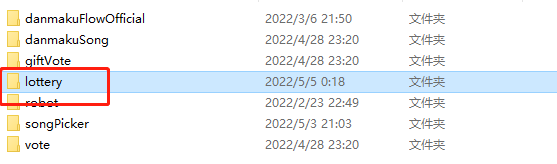 danmakuFlowOfficial 2022/3/6 21:50 文件夹
danmakuSong 2022/4/28 23:20 文件夹
giftVote 2022/4/28 23:20 文件夹
lottery 2022/5/5 0:18 文件夹
robot 2022/2/23 22:49 文件夹
songPicker 2022/5/3 21:03 文件夹
vote 2022/4/28 23:20 文件夹